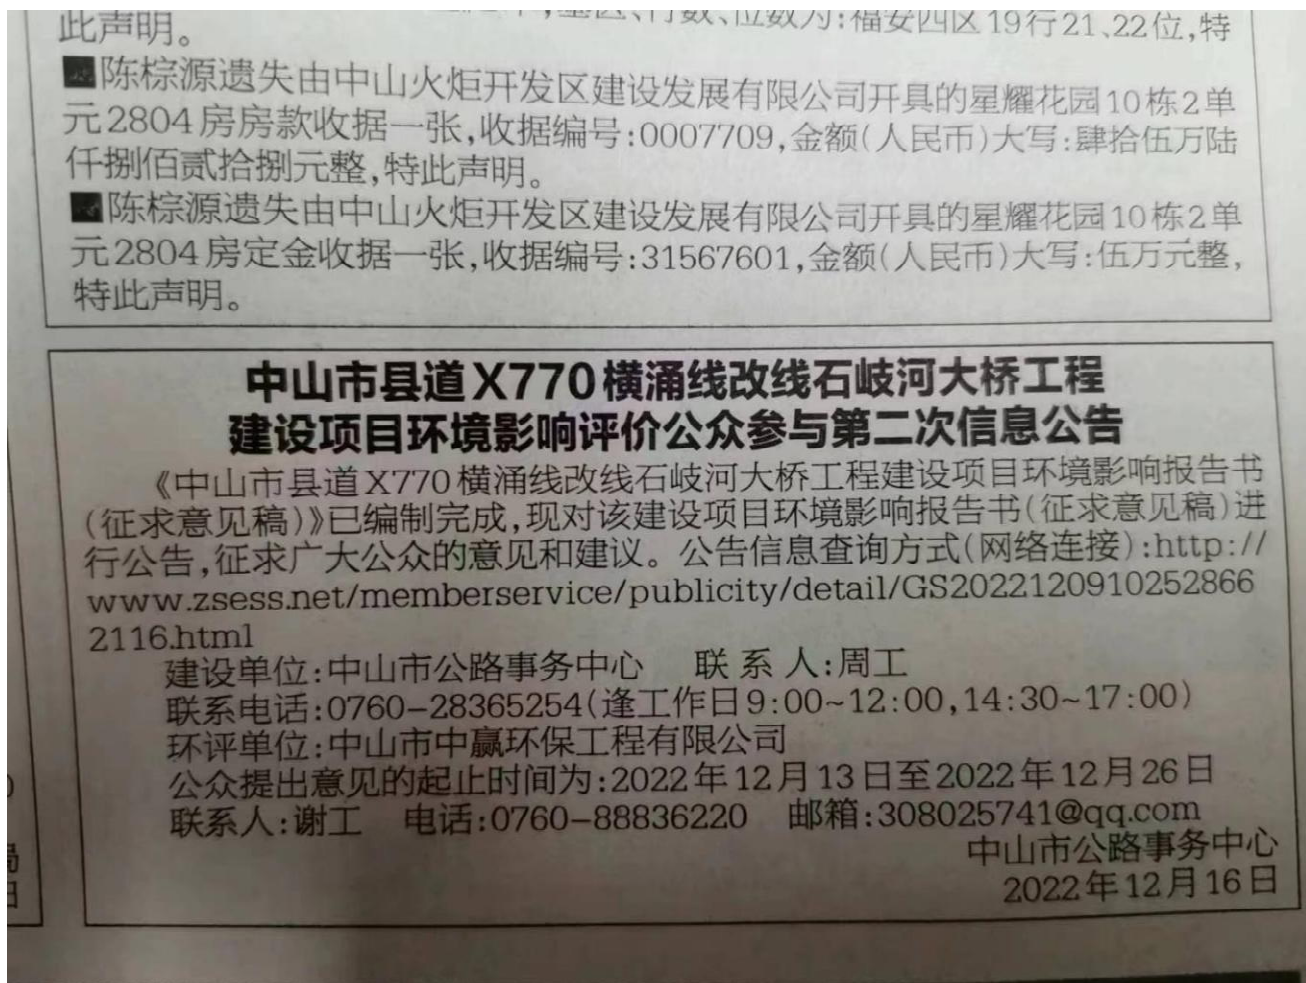 此声明。
数、位数为:福安西区19行21、22位,特
■陈棕源遗失由中山火炬开发区建设发展有限公司开具的星耀花园10栋2单
元2804房房款收据一张,收据编号:0007709,金额(人民币)大写:肆拾伍万陆
仟捌佰贰拾捌元整,特此声明。
■陈棕源遗失由中山火炬开发区建设发展有限公司开具的星耀花园10栋2单
元2804房定金收据一张,收据编号:31567601,金额(人民币)大写:伍万元整,
特此声明。
中山市县道X770横涌线改线石岐河大桥工程
建设项目环境影响评价公众参与第二次信息公告
《中山市县道X770横涌线改线石岐河大桥工程建设项目环境影响报告书
(征求意见稿)》已编制完成,现对该建设项目环境影响报告书(征求意见稿)进
行公告,征求广大公众的意见和建议。公告信息查询方式(网络连接):http://
www.zsess.net/memberservice/publicity/detail/GS2022120910252866
2116.html
建设单位:中山市公路事务中心 联系人:周工
联系电话:0760-28365254(逢工作日9:00~12:00,14:30~17:00)
环评单位:中山市中赢环保工程有限公司
公众提出意见的起止时间为:2022年12月13日至2022年12月26日
联系人:谢工 电话:0760-88836220 邮箱:308025741@qq.com
中山市公路事务中心
2022年12月16日